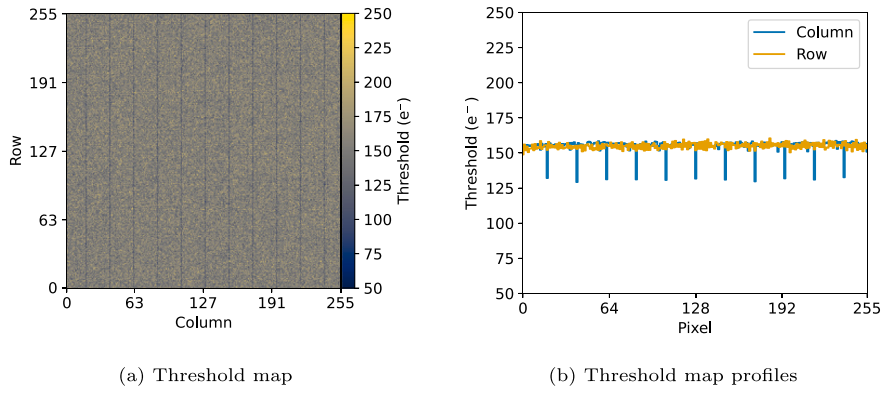 255
191
127
63
0
Row
0 63 127 191 255
Column
250
225
200
175
150
125
100
75
50
Threshold (e⁻)
(a) Threshold map
250
225
200
175
150
125
100
75
50
Threshold (e⁻)
Column
Row
0 64 128 192 255
Pixel
(b) Threshold map profiles